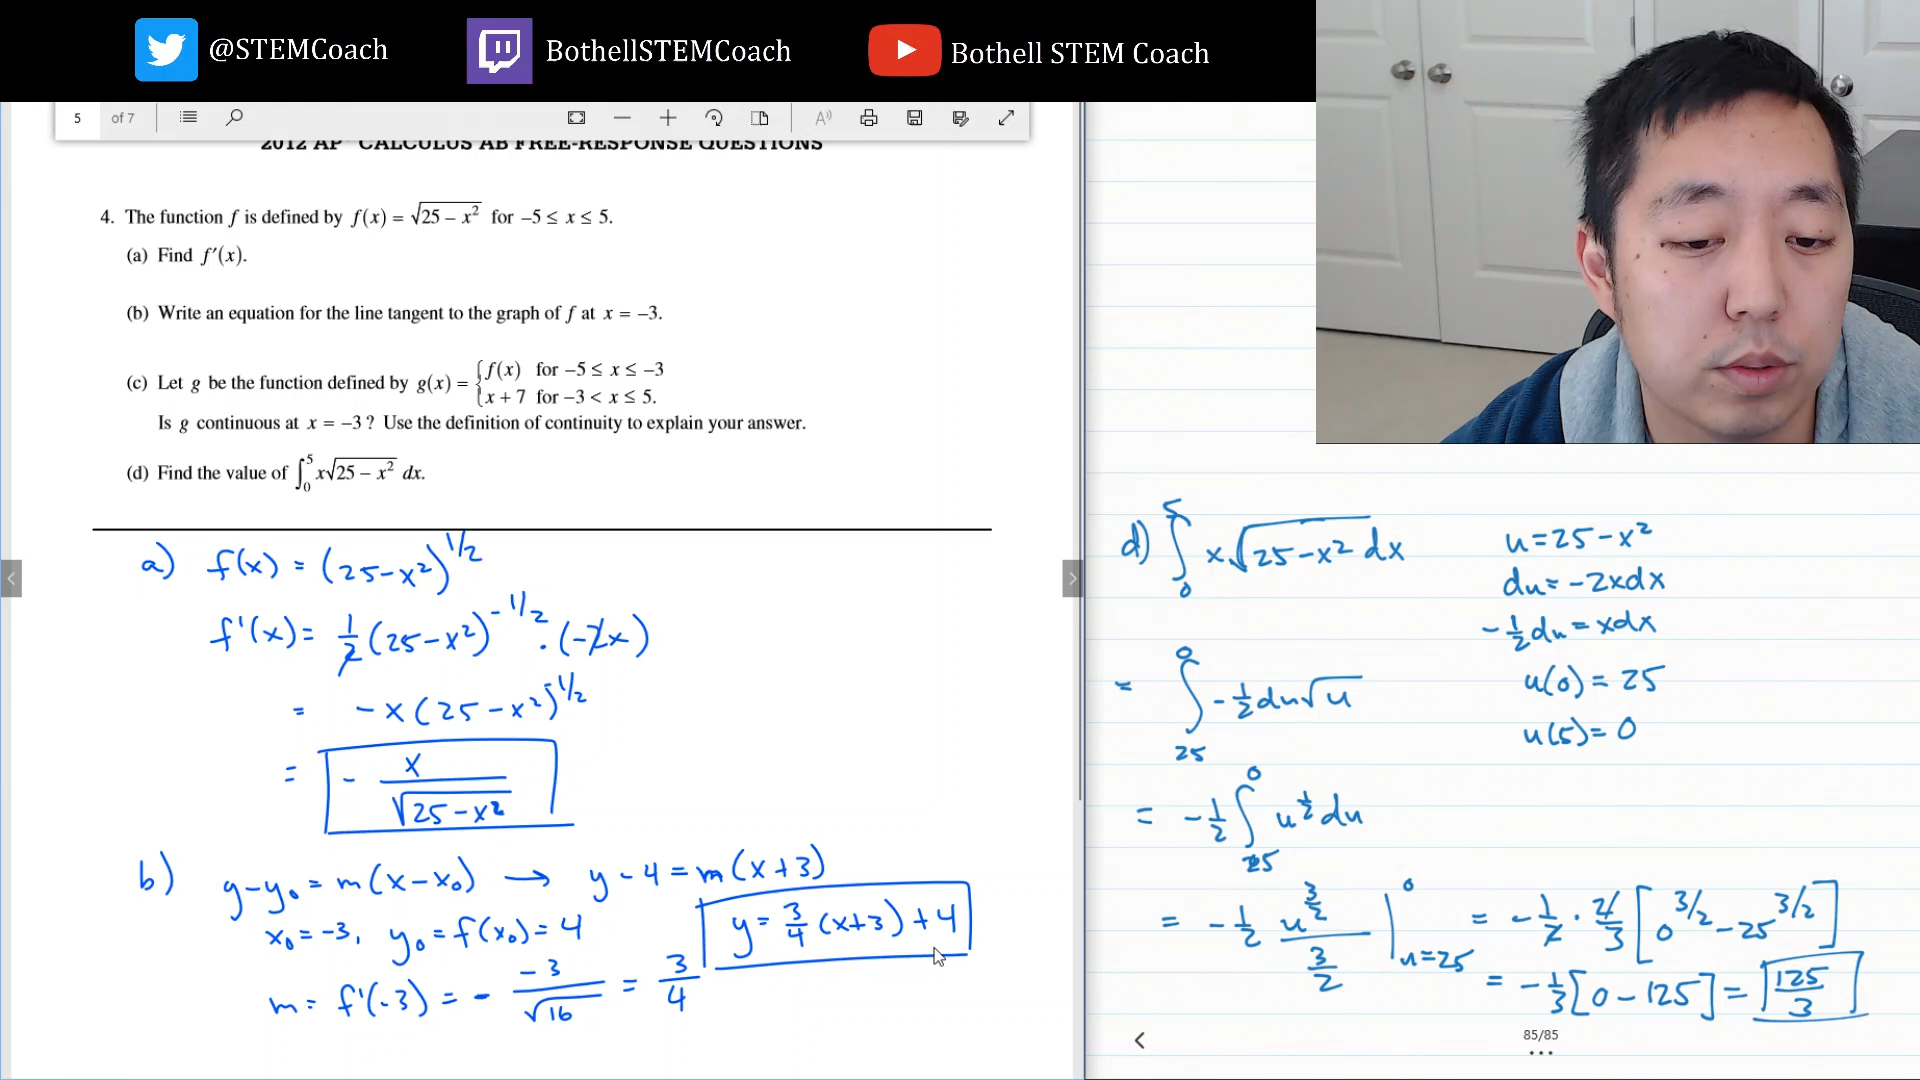 @STEMCoach BothellSTEMCoach Bothell STEM Coach
5 of 7
2012 AP CALCULUS AB FREE-RESPONSE QUESTIONS
4. The function f is defined by f(x) = √(25 – x²) for –5 ≤ x ≤ 5.
(a) Find f′(x).
(b) Write an equation for the line tangent to the graph of f at x = –3.
(c) Let g be the function defined by g(x) = { f(x) for –5 ≤ x ≤ –3
x + 7 for –3 < x ≤ 5.
Is g continuous at x = –3? Use the definition of continuity to explain your answer.
(d) Find the value of ∫₀⁵ x√(25 – x²) dx.
a) f(x) = (25-x²)^1/2
f'(x) = 1/2 (25-x²)^-1/2 · (-2x)
= -x(25-x²)^-1/2
= - x/√(25-x²)
b) y-y₀ = m(x-x₀) → y-4 = m(x+3)
x₀ = -3, y₀ = f(x₀) = 4
y = 3/4 (x+3) + 4
m = f'(-3) = - -3/√16 = 3/4
d) ∫₀⁵ x√(25-x²) dx
u = 25-x²
du = -2xdx
-1/2 du = xdx
u(0) = 25
u(5) = 0
= ∫₂₅⁰ -1/2 du √u
= -1/2 ∫₂₅⁰ u^1/2 du
= -1/2 u^3/2 / 3/2 |⁰ u=25 = -1/2 · 2/3 [0^3/2 - 25^3/2]
= -1/3 [0-125] = 125/3
85/85